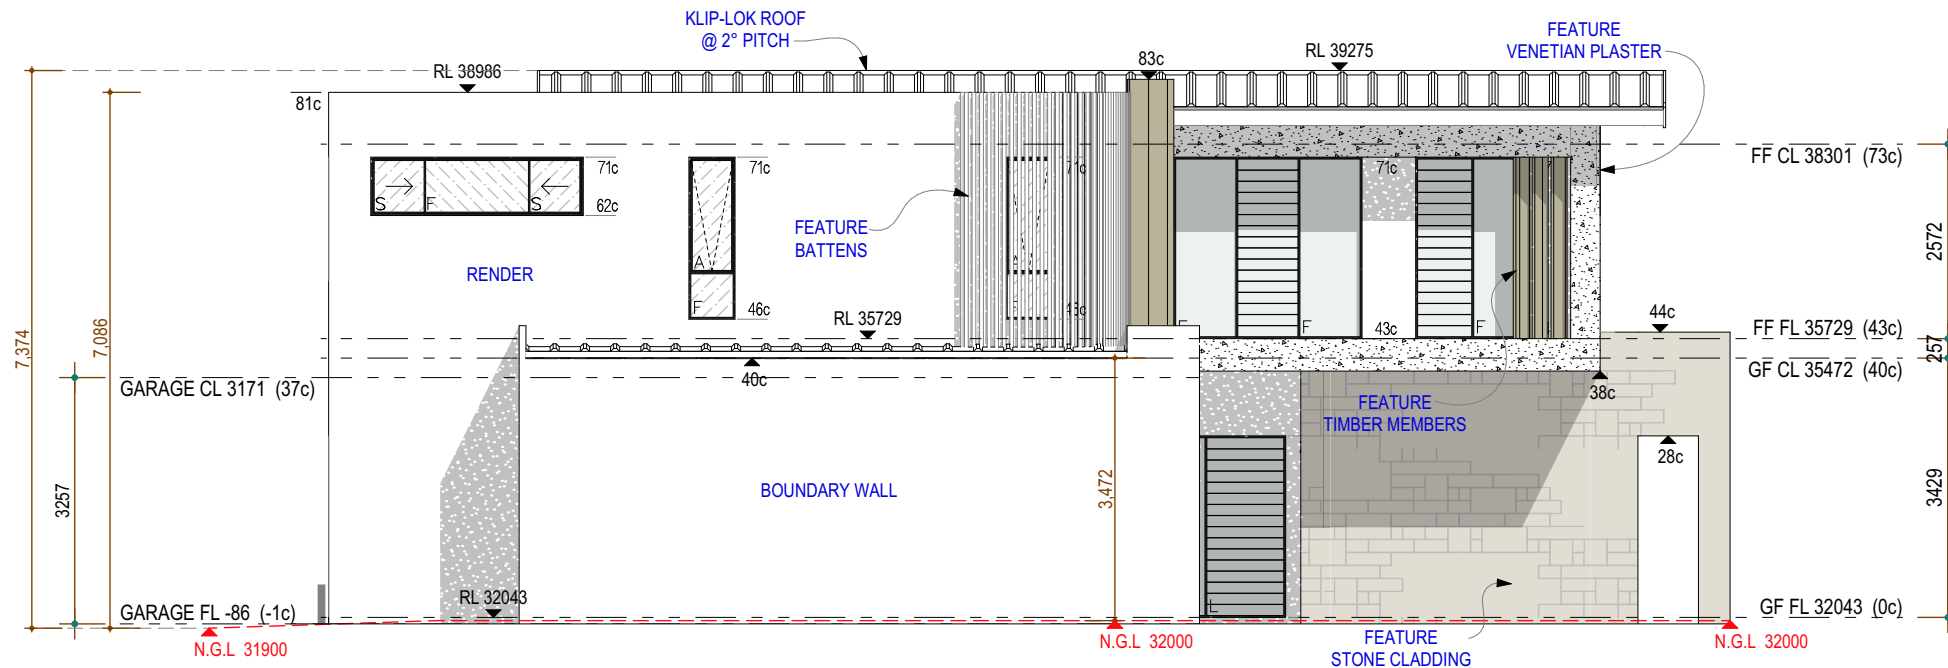 KLIP-LOK ROOF
@ 2° PITCH
FEATURE
VENETIAN PLASTER
RL 39275
83c
RL 38986
81c
FF CL 38301 (73c)
71c
62c
71c
71c
71c
S
F
S
A
F
FEATURE
BATTENS
RENDER
46c
RL 35729
43c
F
F
44c
FF FL 35729 (43c)
GF CL 35472 (40c)
2572
257
3429
7,374
7,086
3257
GARAGE CL 3171 (37c)
40c
38c
FEATURE
TIMBER MEMBERS
28c
3,472
BOUNDARY WALL
RL 32043
L
GARAGE FL -86 (-1c)
GF FL 32043 (0c)
N.G.L 31900
N.G.L 32000
N.G.L 32000
FEATURE
STONE CLADDING